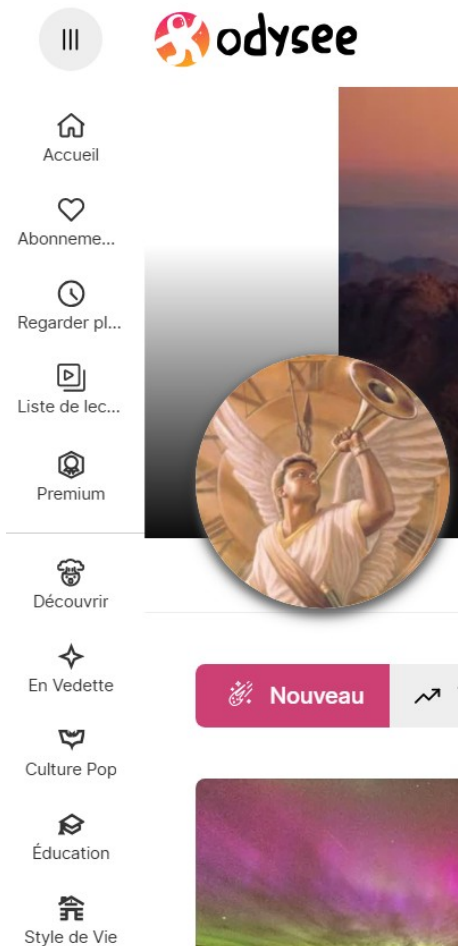 odysee
Accueil
Abonneme...
Regarder pl...
Liste de lec...
Premium
Découvrir
En Vedette
Culture Pop
Éducation
Style de Vie
Nouveau